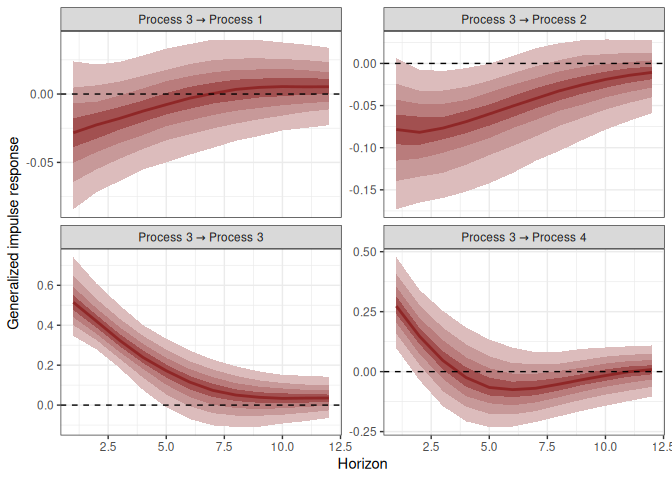 Process 3 → Process 1
Process 3 → Process 2
0.00
-0.05
0.00
-0.05
-0.10
-0.15
Generalized impulse response
Process 3 → Process 3
Process 3 → Process 4
0.6
0.4
0.2
0.0
0.50
0.25
0.00
-0.25
2.5 5.0 7.5 10.0 12.5
2.5 5.0 7.5 10.0 12.5
Horizon